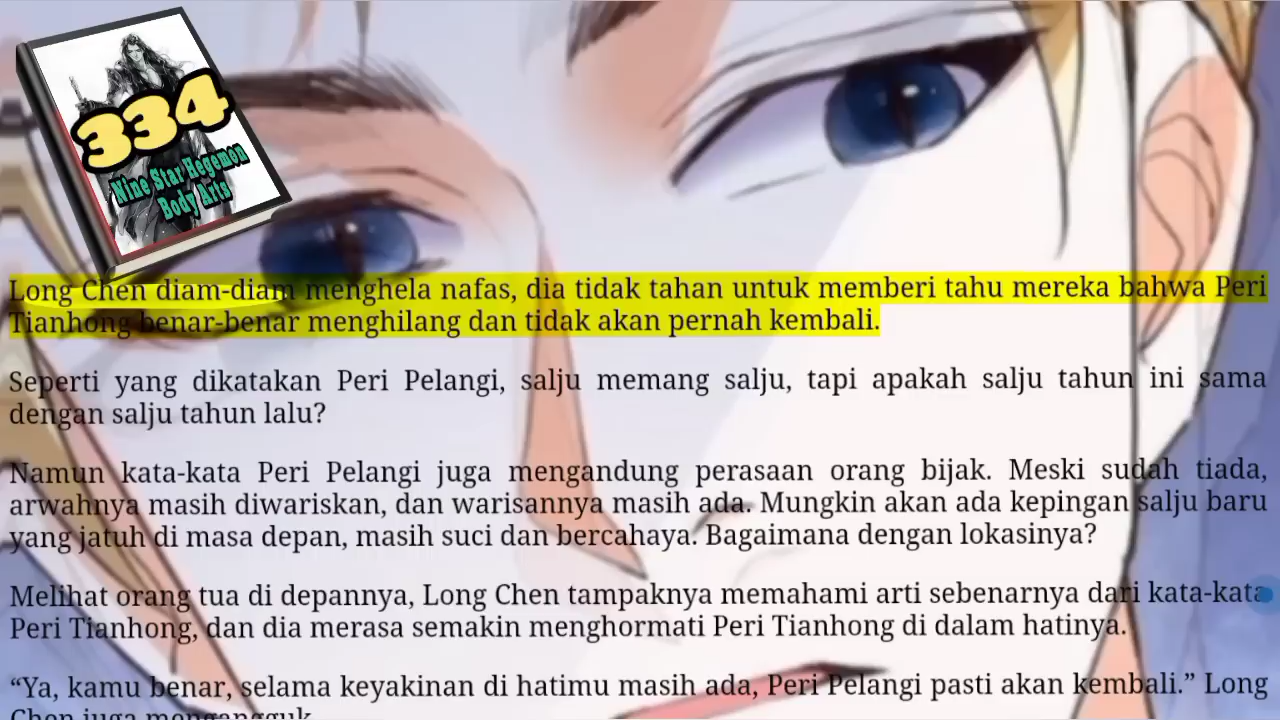 334
Nine Star Hegemon
Body Arts
Long Chen diam-diam menghela nafas, dia tidak tahan untuk memberi tahu mereka bahwa Peri
Tianhong benar-benar menghilang dan tidak akan pernah kembali.
Seperti yang dikatakan Peri Pelangi, salju memang salju, tapi apakah salju tahun ini sama
dengan salju tahun lalu?
Namun kata-kata Peri Pelangi juga mengandung perasaan orang bijak. Meski sudah tiada,
arwahnya masih diwariskan, dan warisannya masih ada. Mungkin akan ada kepingan salju baru
yang jatuh di masa depan, masih suci dan bercahaya. Bagaimana dengan lokasinya?
Melihat orang tua di depannya, Long Chen tampaknya memahami arti sebenarnya dari kata-kata
Peri Tianhong, dan dia merasa semakin menghormati Peri Tianhong di dalam hatinya.
“Ya, kamu benar, selama keyakinan di hatimu masih ada, Peri Pelangi pasti akan kembali.” Long
Chen juga mengangguk.